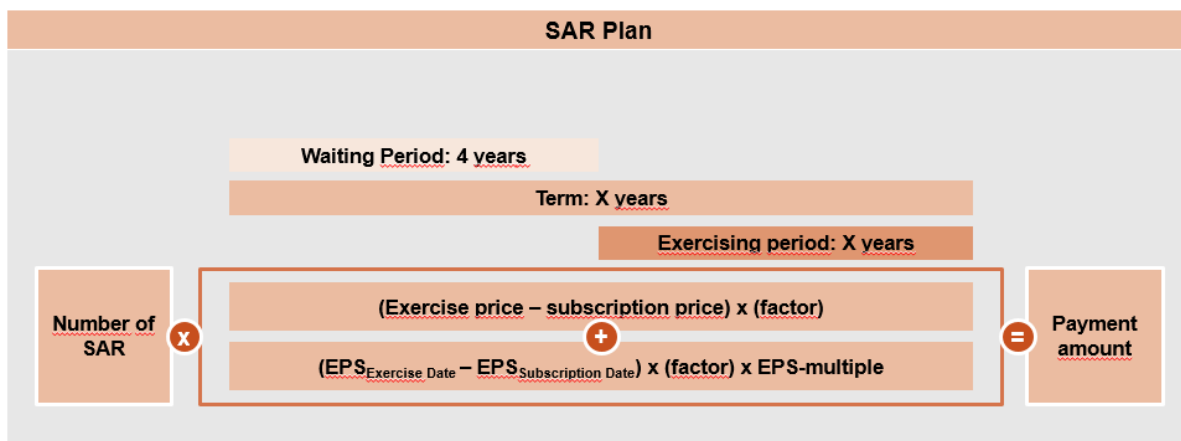 SAR Plan
Waiting Period: 4 years
Term: X years
Exercising period: X years
Number of
SAR
x
(Exercise price – subscription price) x (factor)
+
(EPSExercise Date – EPSSubscription Date) x (factor) x EPS-multiple
=
Payment
amount